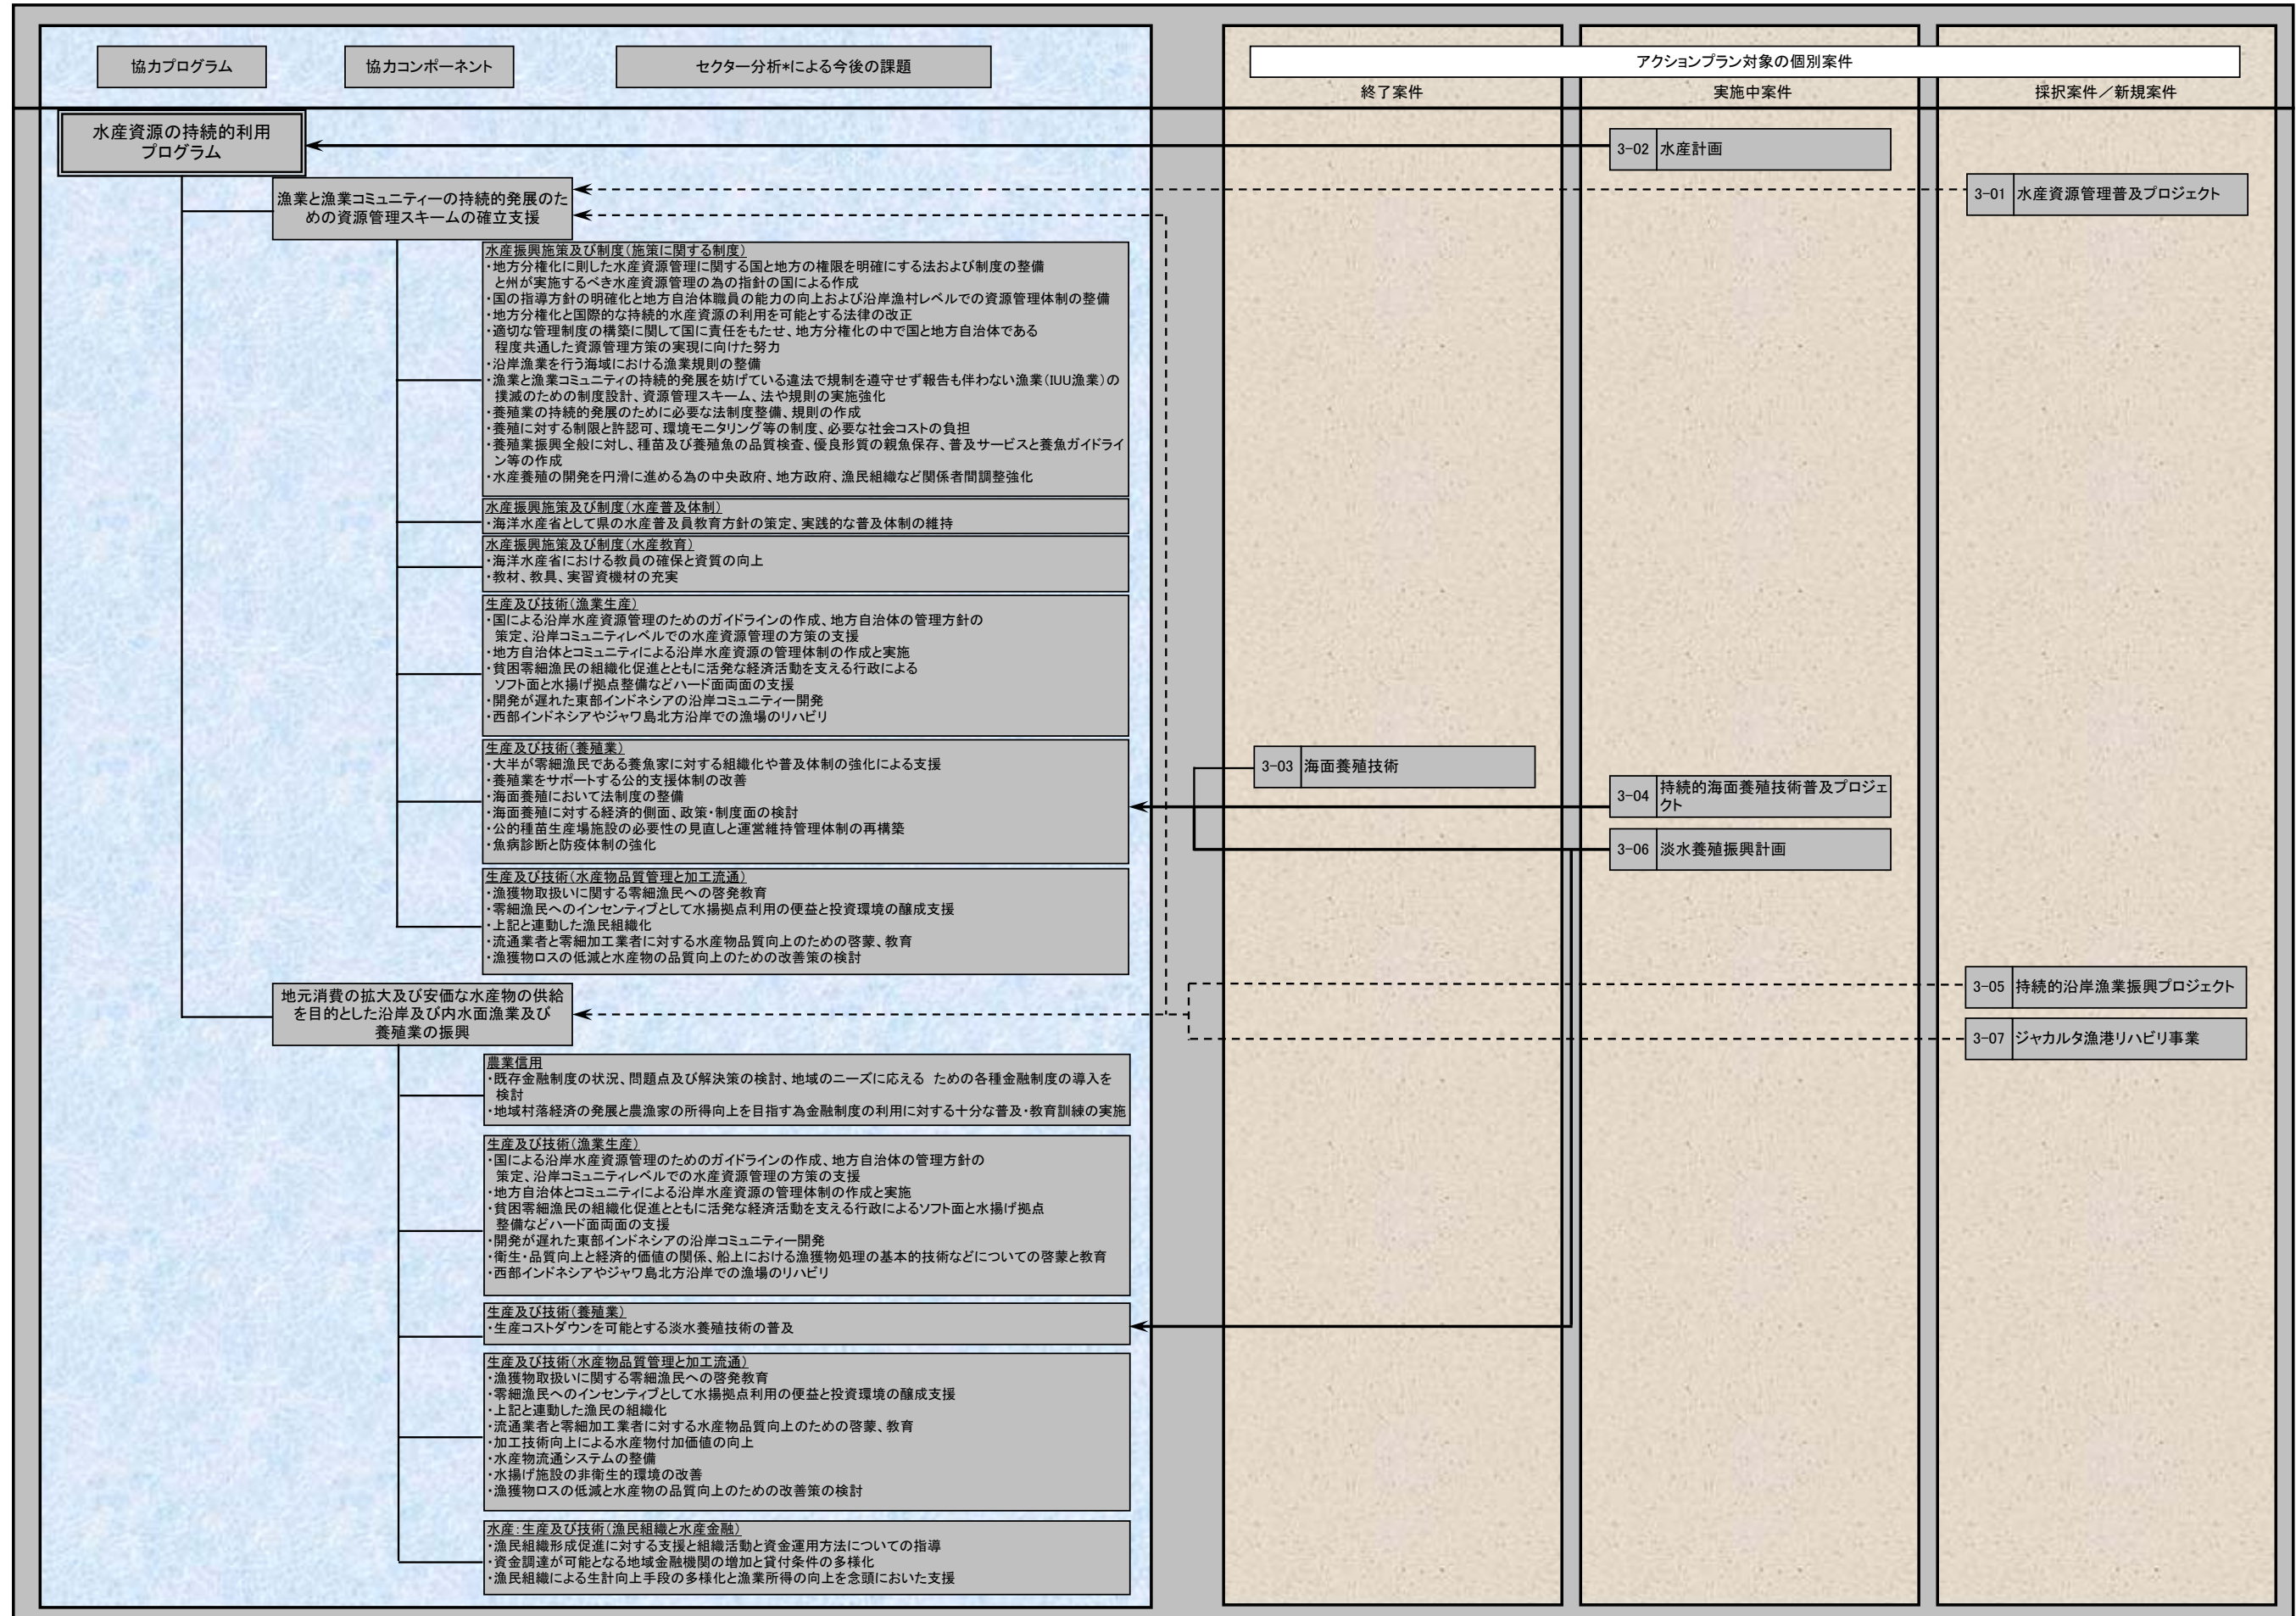 協力プログラム
協力コンポーネント
セクター分析*による今後の課題
アクションプラン対象の個別案件
終了案件
実施中案件
採択案件／新規案件
水産資源の持続的利用
プログラム
3-02 水産計画
3-01 水産資源管理普及プロジェクト
漁業と漁業コミュニティーの持続的発展のた
めの資源管理スキームの確立支援
水産振興施策及び制度(施策に関する制度)
・地方分権化に則した水産資源管理に関する国と地方の権限を明確にする法および制度の整備
と州が実施するべき水産資源管理の為の指針の国による作成
・国の指導方針の明確化と地方自治体職員の能力の向上および沿岸漁村レベルでの資源管理体制の整備
・地方分権化と国際的な持続的水産資源の利用を可能とする法律の改正
・適切な管理制度の構築に関して国に責任をもたせ、地方分権化の中で国と地方自治体である
程度共通した資源管理方策の実現に向けた努力
・沿岸漁業を行う海域における漁業規則の整備
・漁業と漁業コミュニティの持続的発展を妨げている違法で規制を遵守せず報告も伴わない漁業(IUU漁業)の
撲滅のための制度設計、資源管理スキーム、法や規則の実施強化
・養殖業の持続的発展のために必要な法制度整備、規則の作成
・養殖に対する制限と許認可、環境モニタリング等の制度、必要な社会コストの負担
・養殖業振興全般に対し、種苗及び養殖魚の品質検査、優良形質の親魚保存、普及サービスと養魚ガイドライ
ン等の作成
・水産養殖の開発を円滑に進める為の中央政府、地方政府、漁民組織など関係者間調整強化
水産振興施策及び制度(水産普及体制)
・海洋水産省として県の水産普及員教育方針の策定、実践的な普及体制の維持
水産振興施策及び制度(水産教育)
・海洋水産省における教員の確保と資質の向上
・教材、教具、実習資機材の充実
生産及び技術(漁業生産)
・国による沿岸水産資源管理のためのガイドラインの作成、地方自治体の管理方針の
策定、沿岸コミュニティレベルでの水産資源管理の方策の支援
・地方自治体とコミュニティによる沿岸水産資源の管理体制の作成と実施
・貧困零細漁民の組織化促進とともに活発な経済活動を支える行政による
ソフト面と水揚げ拠点整備などハード面両面の支援
・開発が遅れた東部インドネシアの沿岸コミュニティー開発
・西部インドネシアやジャワ島北方沿岸での漁場のリハビリ
生産及び技術(養殖業)
・大半が零細漁民である養魚家に対する組織化や普及体制の強化による支援
・養殖業をサポートする公的支援体制の改善
・海面養殖において法制度の整備
・海面養殖に対する経済的側面、政策・制度面の検討
・公的種苗生産場施設の必要性の見直しと運営維持管理体制の再構築
・魚病診断と防疫体制の強化
3-03 海面養殖技術
3-04 持続的海面養殖技術普及プロジェ
クト
3-06 淡水養殖振興計画
生産及び技術(水産物品質管理と加工流通)
・漁獲物取扱いに関する零細漁民への啓発教育
・零細漁民へのインセンティブとして水揚拠点利用の便益と投資環境の醸成支援
・上記と連動した漁民組織化
・流通業者と零細加工業者に対する水産物品質向上のための啓蒙、教育
・漁獲物ロスの低減と水産物の品質向上のための改善策の検討
地元消費の拡大及び安価な水産物の供給
を目的とした沿岸及び内水面漁業及び
養殖業の振興
3-05 持続的沿岸漁業振興プロジェクト
3-07 ジャカルタ漁港リハビリ事業
農業信用
・既存金融制度の状況、問題点及び解決策の検討、地域のニーズに応える ための各種金融制度の導入を
検討
・地域村落経済の発展と農漁家の所得向上を目指す為金融制度の利用に対する十分な普及・教育訓練の実施
生産及び技術(漁業生産)
・国による沿岸水産資源管理のためのガイドラインの作成、地方自治体の管理方針の
策定、沿岸コミュニティレベルでの水産資源管理の方策の支援
・地方自治体とコミュニティによる沿岸水産資源の管理体制の作成と実施
・貧困零細漁民の組織化促進とともに活発な経済活動を支える行政によるソフト面と水揚げ拠点
整備などハード面両面の支援
・開発が遅れた東部インドネシアの沿岸コミュニティー開発
・衛生・品質向上と経済的価値の関係、船上における漁獲物処理の基本的技術などについての啓蒙と教育
・西部インドネシアやジャワ島北方沿岸での漁場のリハビリ
生産及び技術(養殖業)
・生産コストダウンを可能とする淡水養殖技術の普及
生産及び技術(水産物品質管理と加工流通)
・漁獲物取扱いに関する零細漁民への啓発教育
・零細漁民へのインセンティブとして水揚拠点利用の便益と投資環境の醸成支援
・上記と連動した漁民の組織化
・流通業者と零細加工業者に対する水産物品質向上のための啓蒙、教育
・加工技術向上による水産物付加価値の向上
・水産物流通システムの整備
・水揚げ施設の非衛生的環境の改善
・漁獲物ロスの低減と水産物の品質向上のための改善策の検討
水産:生産及び技術(漁民組織と水産金融)
・漁民組織形成促進に対する支援と組織活動と資金運用方法についての指導
・資金調達が可能となる地域金融機関の増加と貸付条件の多様化
・漁民組織による生計向上手段の多様化と漁業所得の向上を念頭においた支援